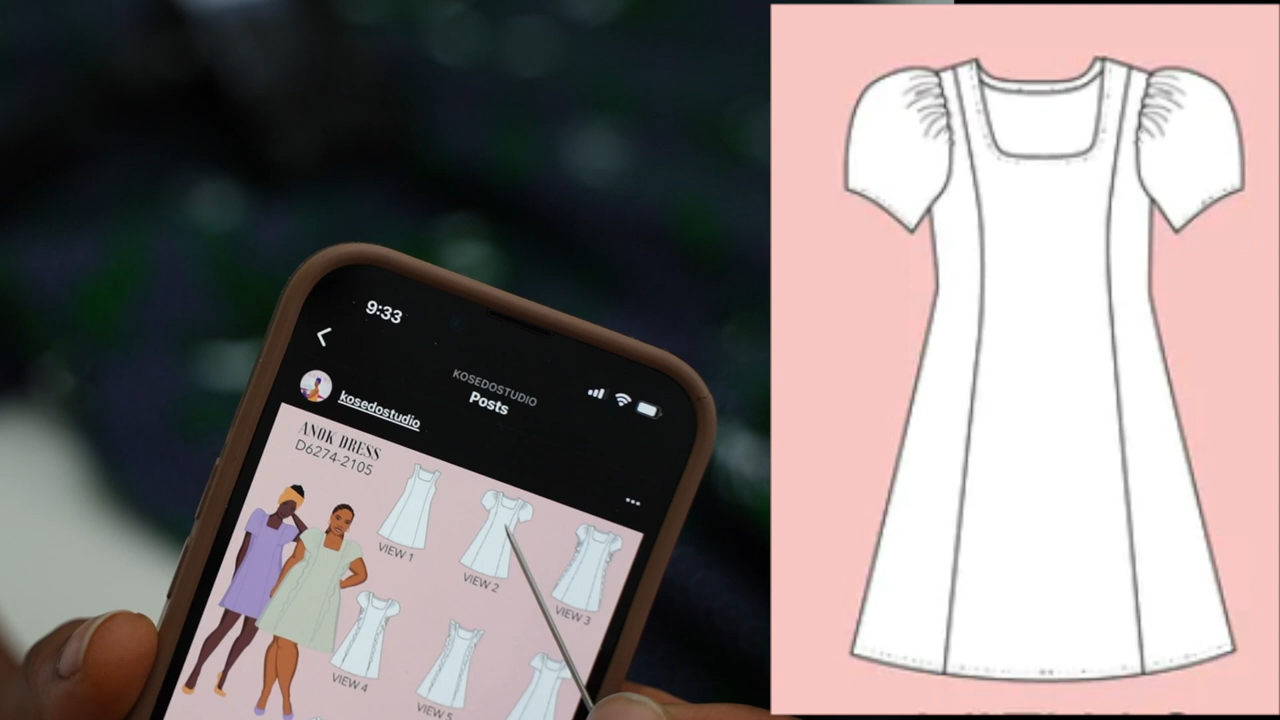 9:33
KOSEDOSTUDIO
Posts
kosedostudio
ANOK DRESS
D6274-2105
VIEW 1
VIEW 2
VIEW 3
VIEW 4
VIEW 5